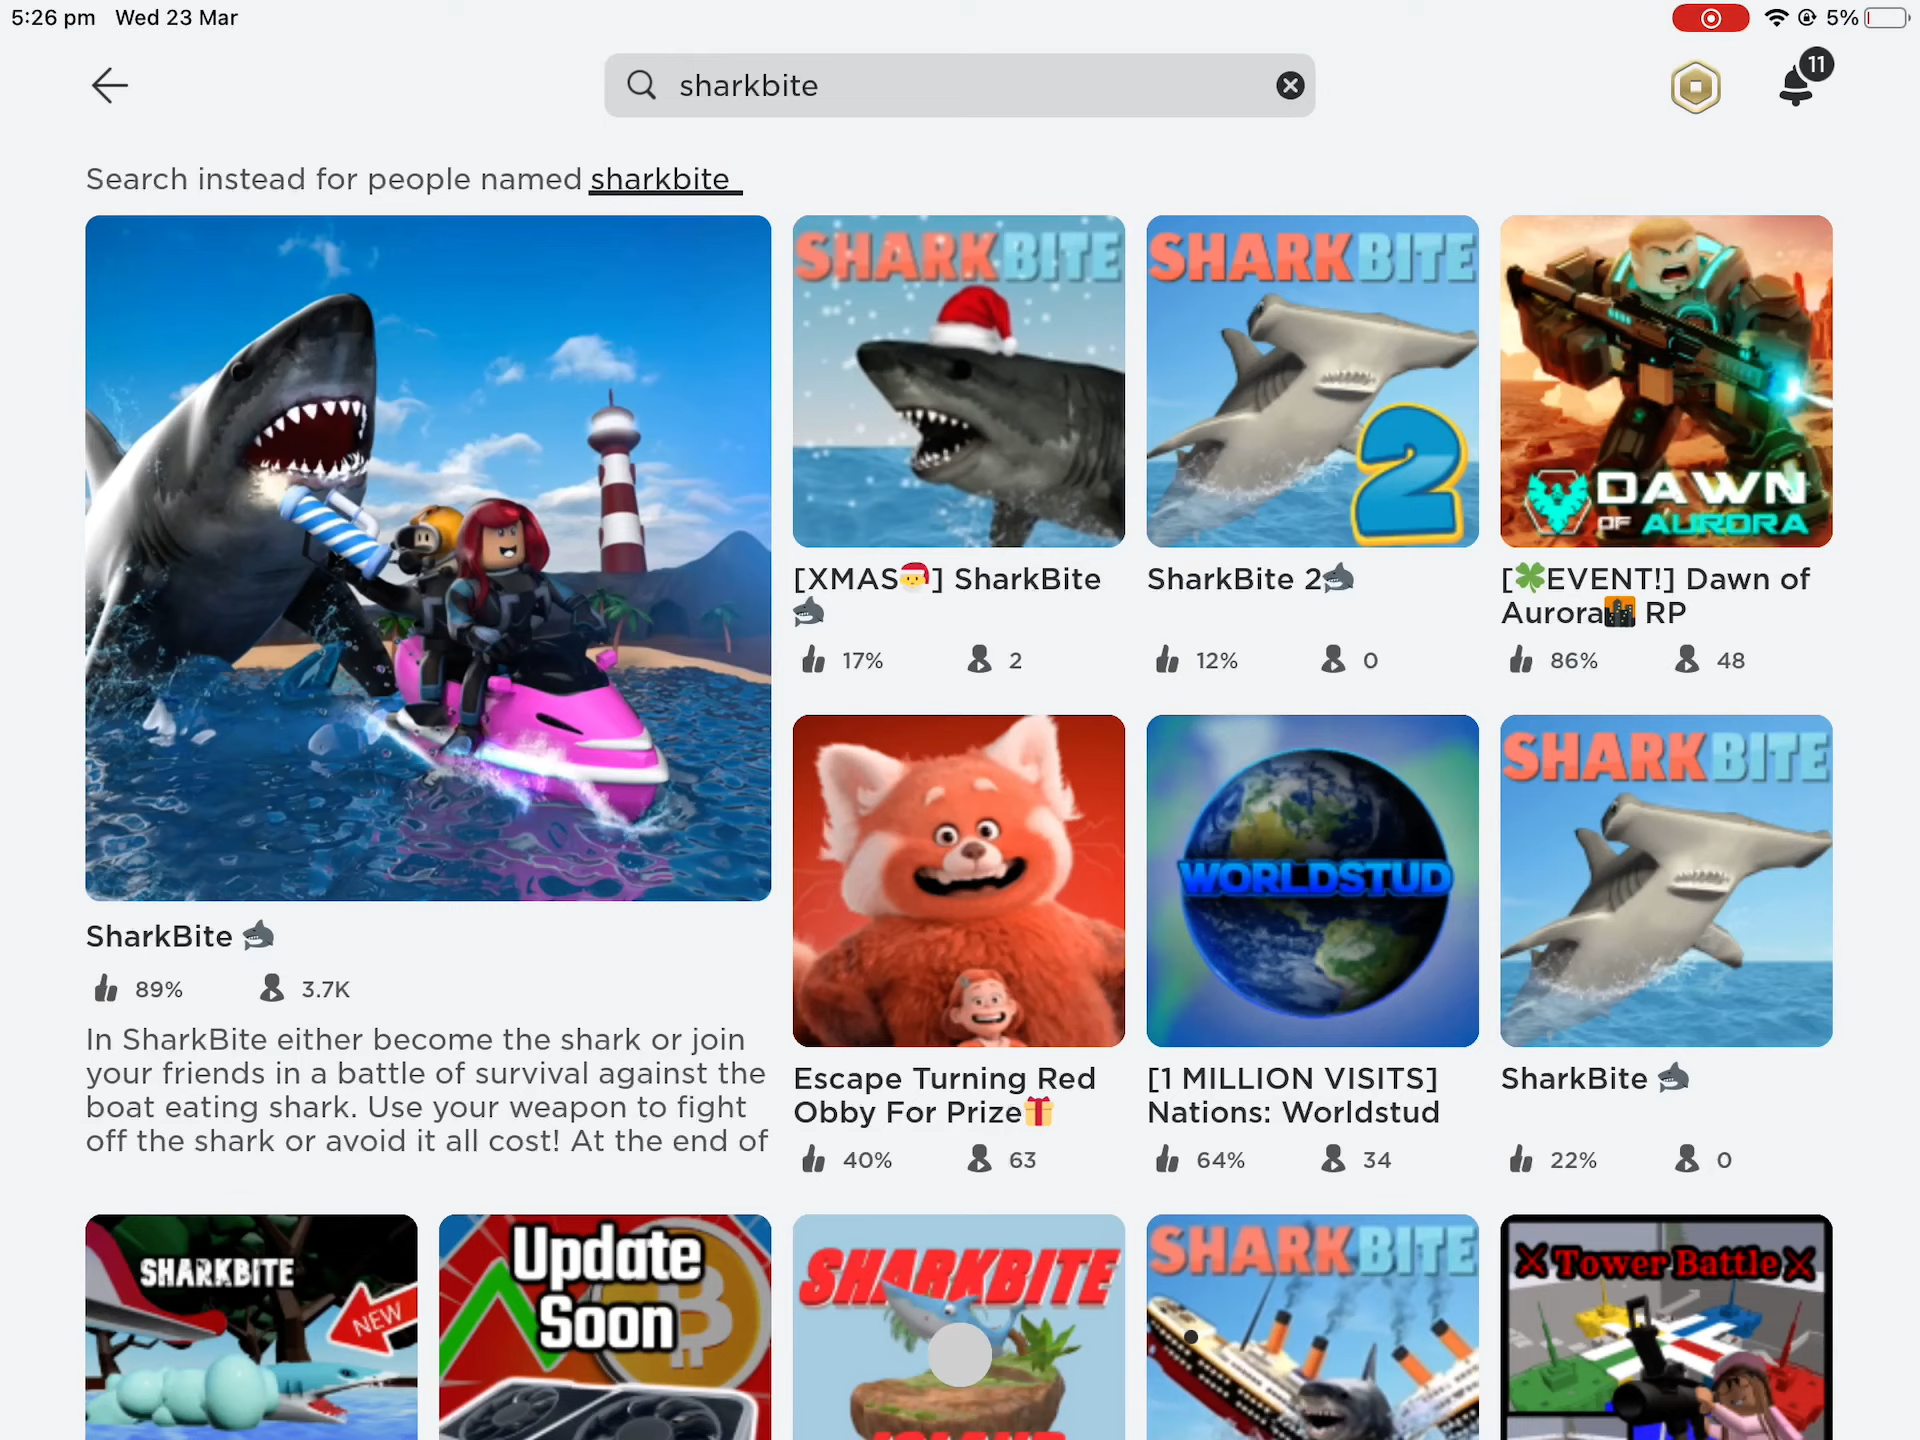 5:26 pm Wed 23 Mar
5%
sharkbite
11
Search instead for people named sharkbite
SHARKBITE
SHARKBITE
2
DAWN
OF AURORA
[XMAS🎅] SharkBite
🦈
17% 2
SharkBite 2🦈
12% 0
[🍀EVENT!] Dawn of
Aurora🌆 RP
86% 48
WORLDSTUD
SHARKBITE
SharkBite 🦈
89% 3.7K
In SharkBite either become the shark or join
your friends in a battle of survival against the
boat eating shark. Use your weapon to fight
off the shark or avoid it all cost! At the end of
Escape Turning Red
Obby For Prize🎁
40% 63
[1 MILLION VISITS]
Nations: Worldstud
64% 34
SharkBite 🦈
22% 0
SHARKBITE
NEW
Update
Soon
SHARKBITE
ISLAND
SHARKBITE
Tower Battle